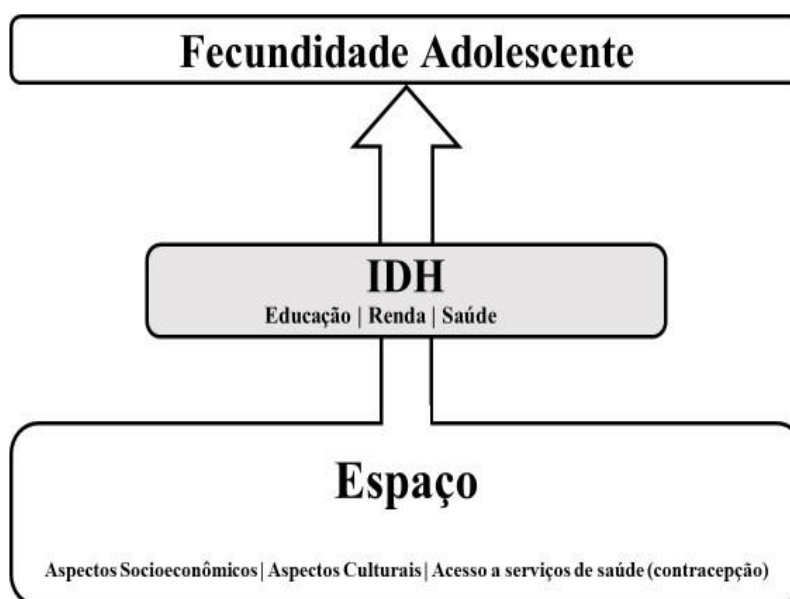 Fecundidade Adolescente
IDH
Educação | Renda | Saúde
Espaço
Aspectos Socioeconômicos | Aspectos Culturais | Acesso a serviços de saúde (contracepção)